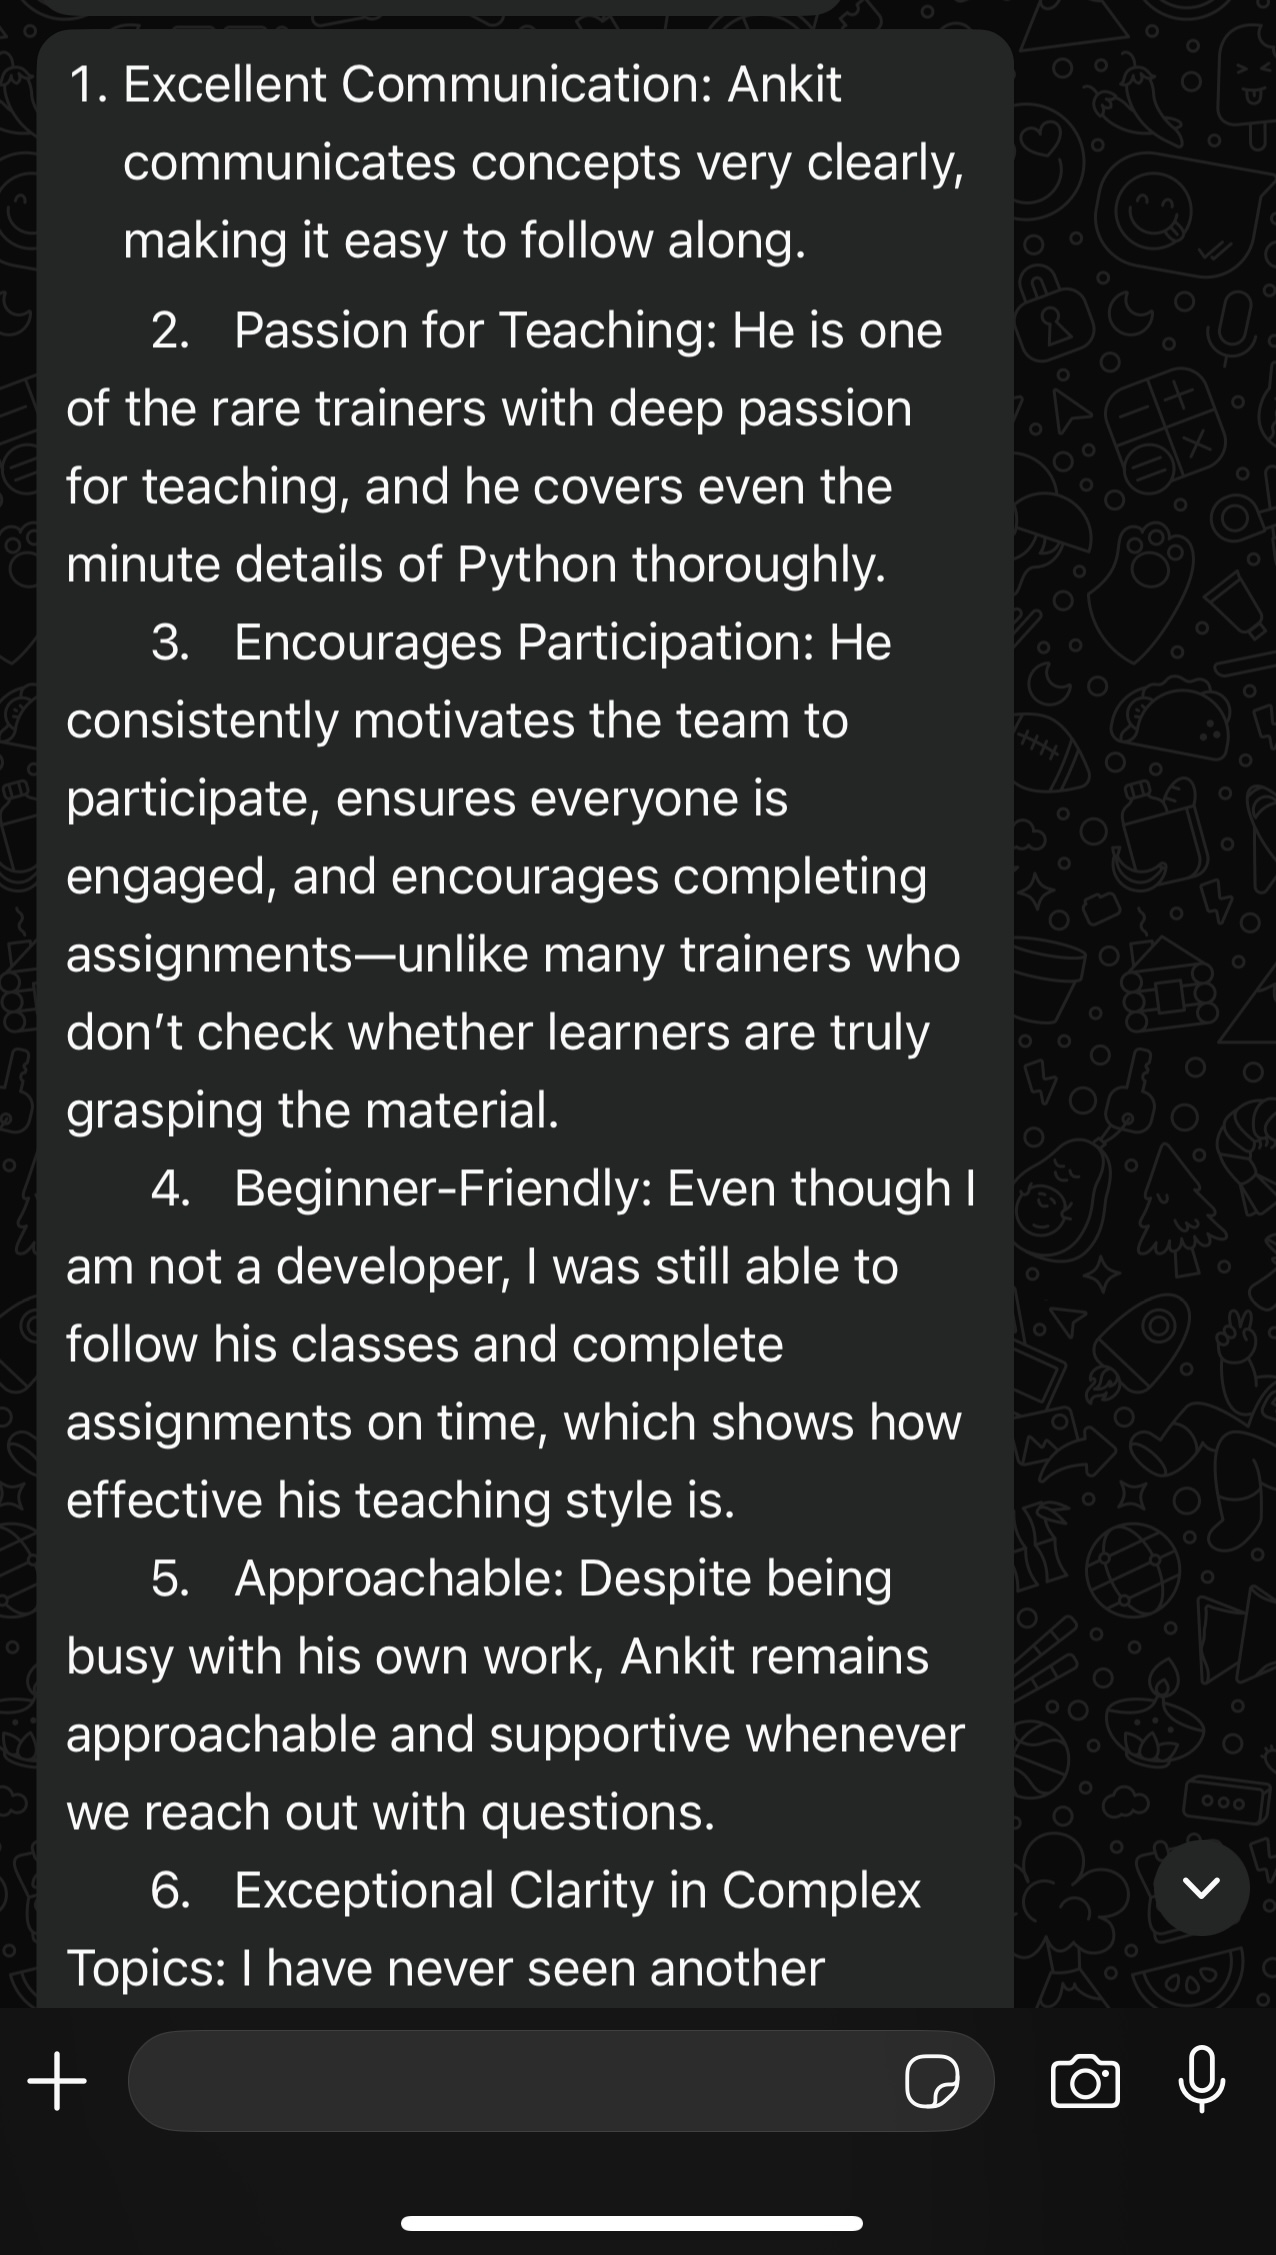 1. Excellent Communication: Ankit
communicates concepts very clearly,
making it easy to follow along.
2. Passion for Teaching: He is one
of the rare trainers with deep passion
for teaching, and he covers even the
minute details of Python thoroughly.
3. Encourages Participation: He
consistently motivates the team to
participate, ensures everyone is
engaged, and encourages completing
assignments—unlike many trainers who
don’t check whether learners are truly
grasping the material.
4. Beginner-Friendly: Even though I
am not a developer, I was still able to
follow his classes and complete
assignments on time, which shows how
effective his teaching style is.
5. Approachable: Despite being
busy with his own work, Ankit remains
approachable and supportive whenever
we reach out with questions.
6. Exceptional Clarity in Complex
Topics: I have never seen another